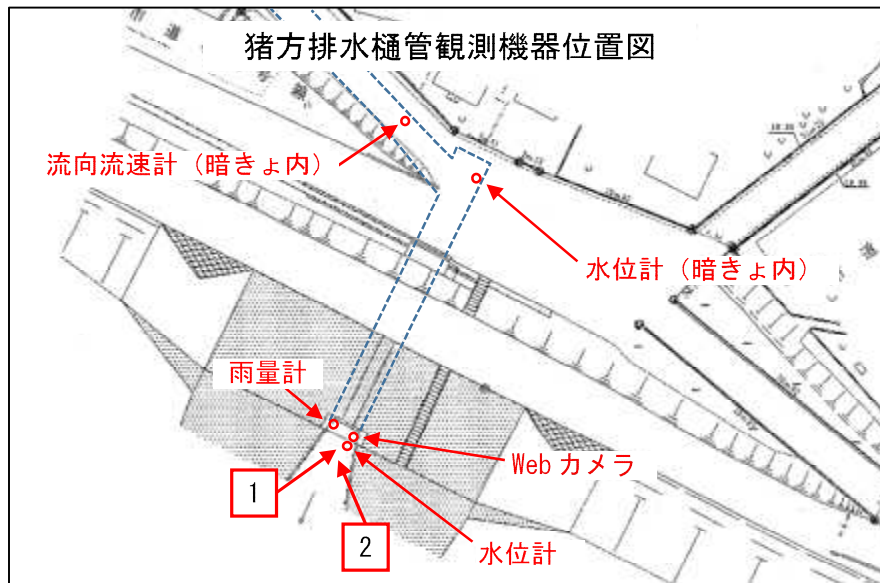 猪方排水樋管観測機器位置図
流向流速計（暗きょ内）
水位計（暗きょ内）
雨量計
Webカメラ
1
2
水位計